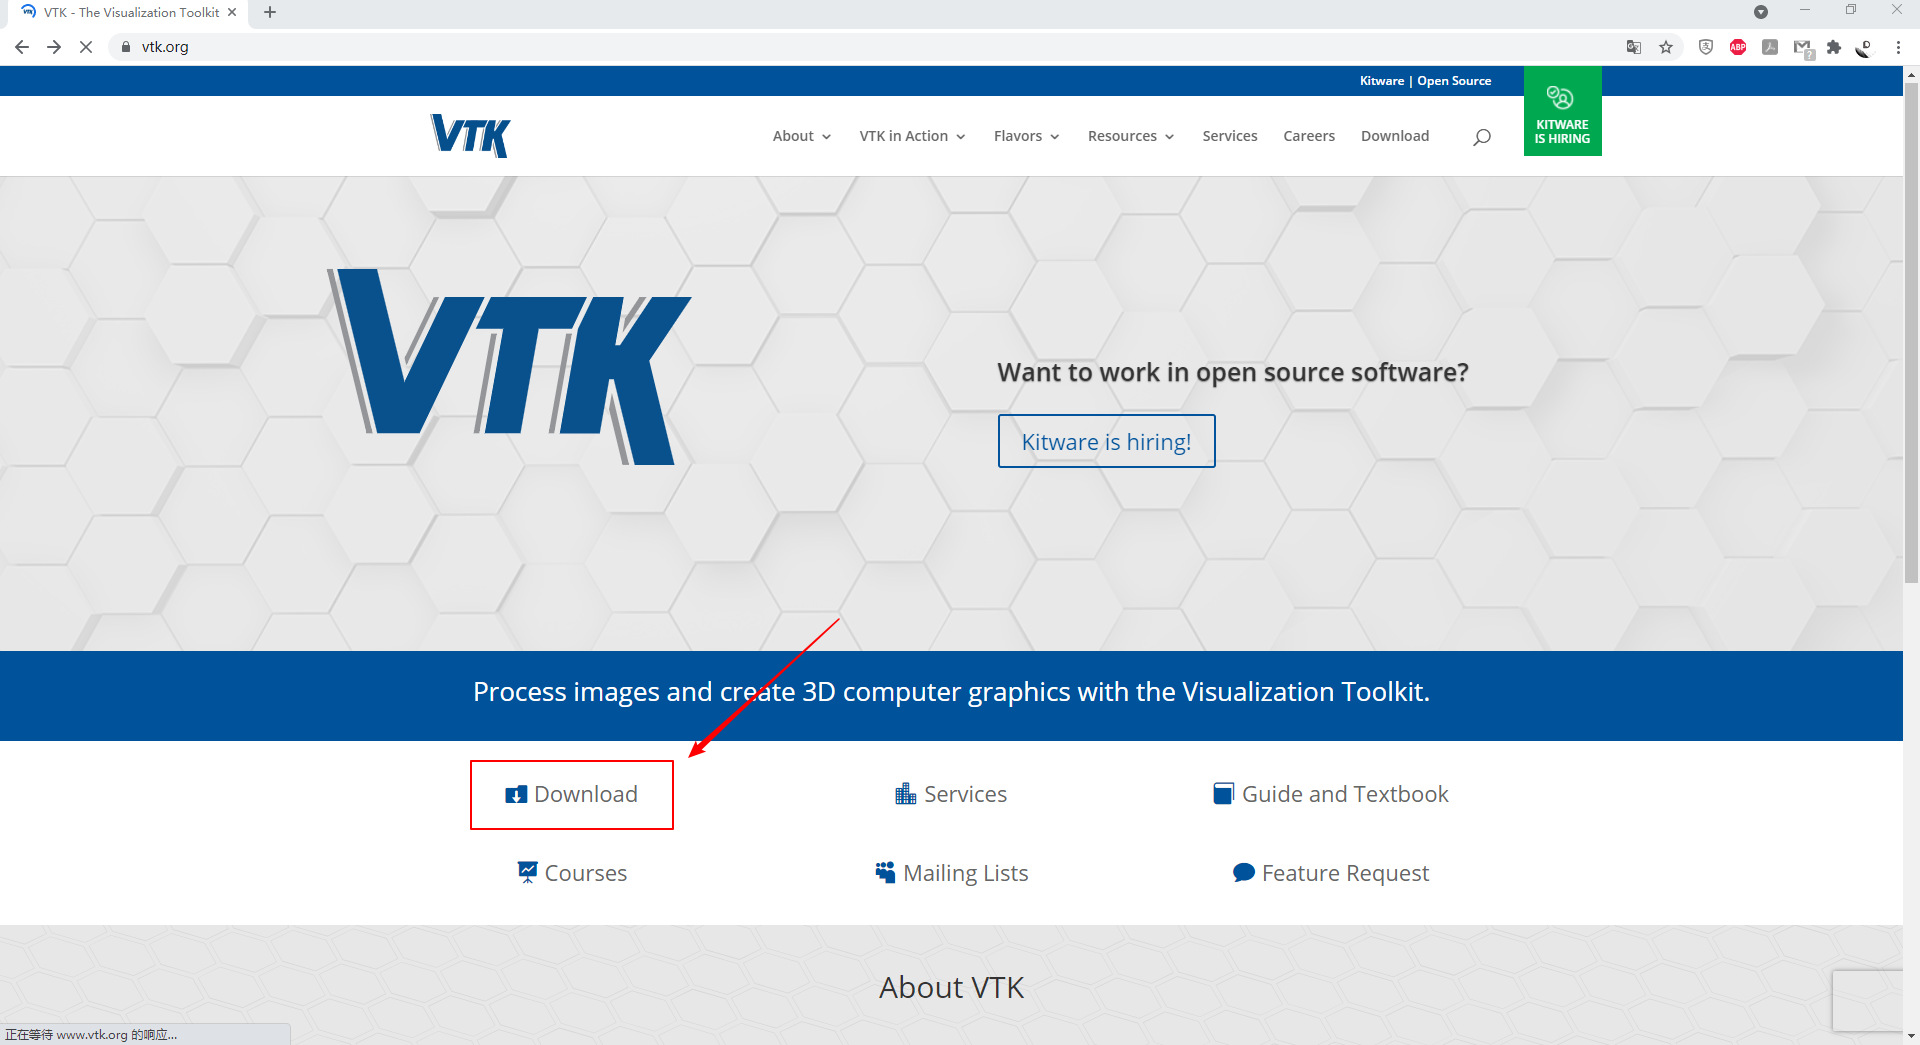 VTK - The Visualization Toolkit
vtk.org
Kitware | Open Source
VTK
About
VTK in Action
Flavors
Resources
Services
Careers
Download
KITWARE
IS HIRING
VTK
Want to work in open source software?
Kitware is hiring!
Process images and create 3D computer graphics with the Visualization Toolkit.
Download
Services
Guide and Textbook
Courses
Mailing Lists
Feature Request
About VTK
正在等待 www.vtk.org 的响应...